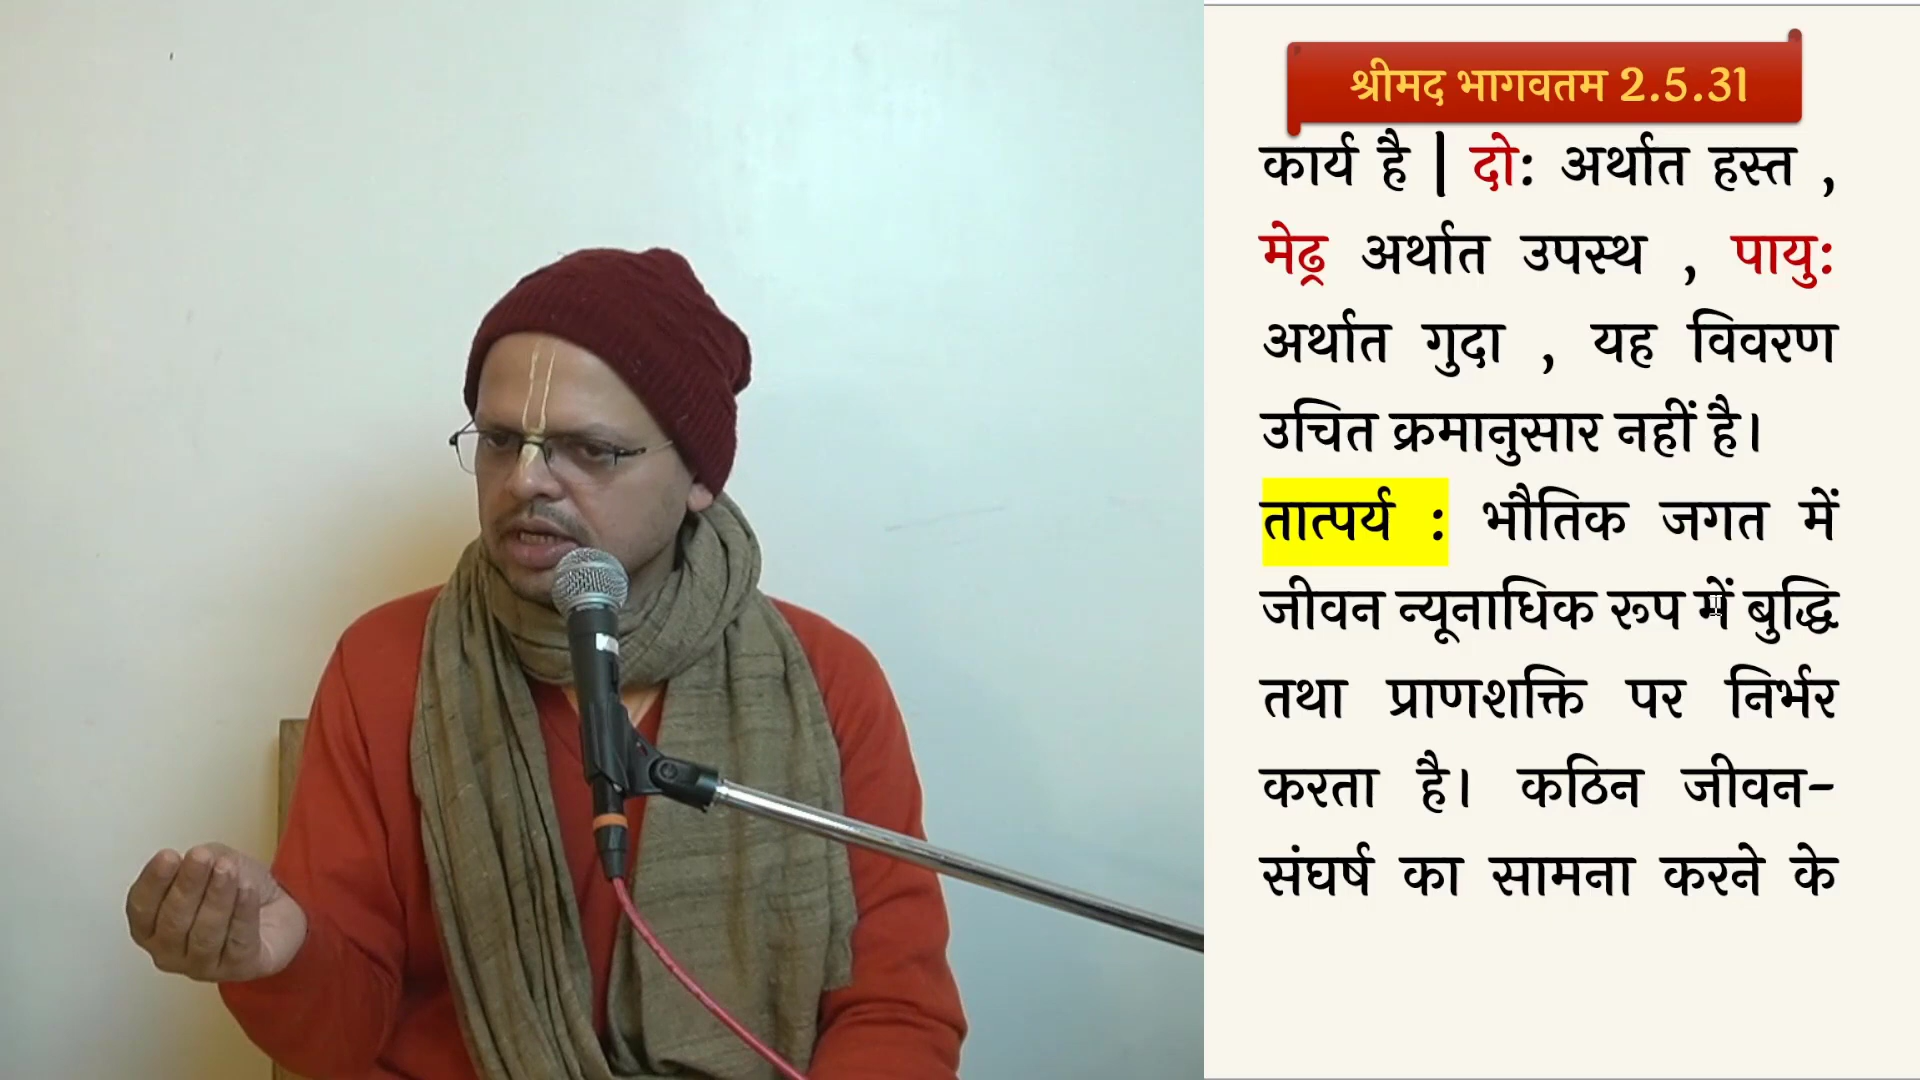 श्रीमद भागवतम 2.5.31
कार्य है | दो: अर्थात हस्त ,
मेढ्र अर्थात उपस्थ , पायु:
अर्थात गुदा , यह विवरण
उचित क्रमानुसार नहीं है।
तात्पर्य : भौतिक जगत में
जीवन न्यूनाधिक रूप में बुद्धि
तथा प्राणशक्ति पर निर्भर
करता है। कठिन जीवन-
संघर्ष का सामना करने के